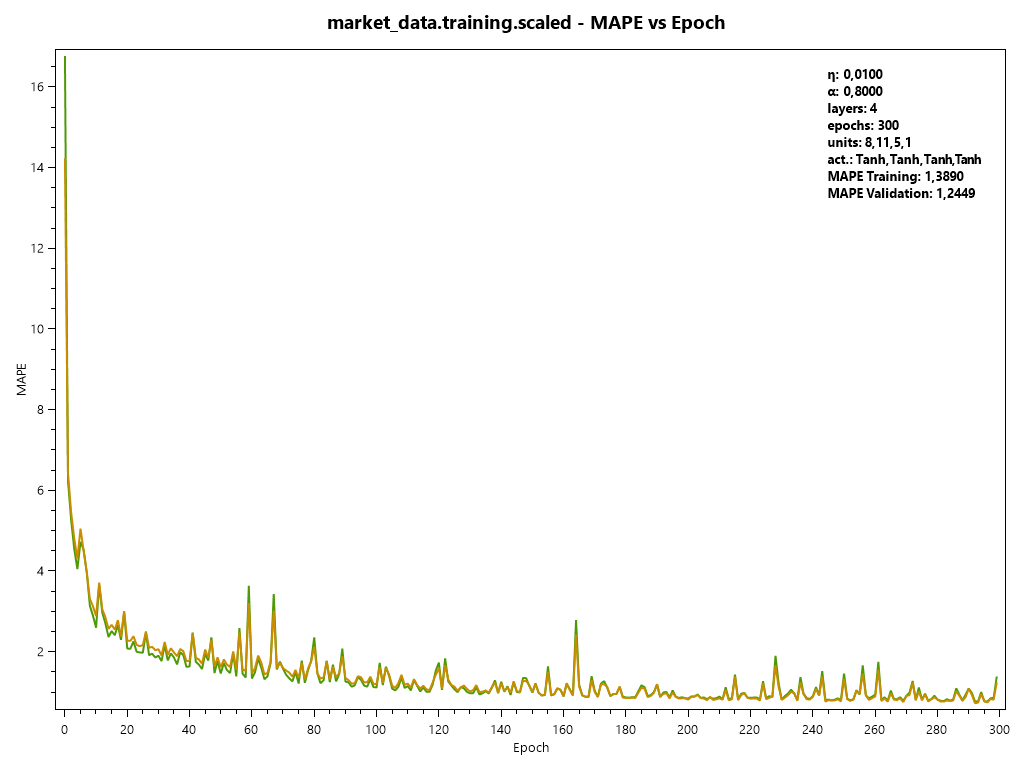 market_data.training.scaled - MAPE vs Epoch
η: 0,0100
α: 0,8000
layers: 4
epochs: 300
units: 8,11,5,1
act.: Tanh,Tanh,Tanh,Tanh
MAPE Training: 1,3890
MAPE Validation: 1,2449
16
14
12
10
8
6
4
2
MAPE
0 20 40 60 80 100 120 140 160 180 200 220 240 260 280 300
Epoch